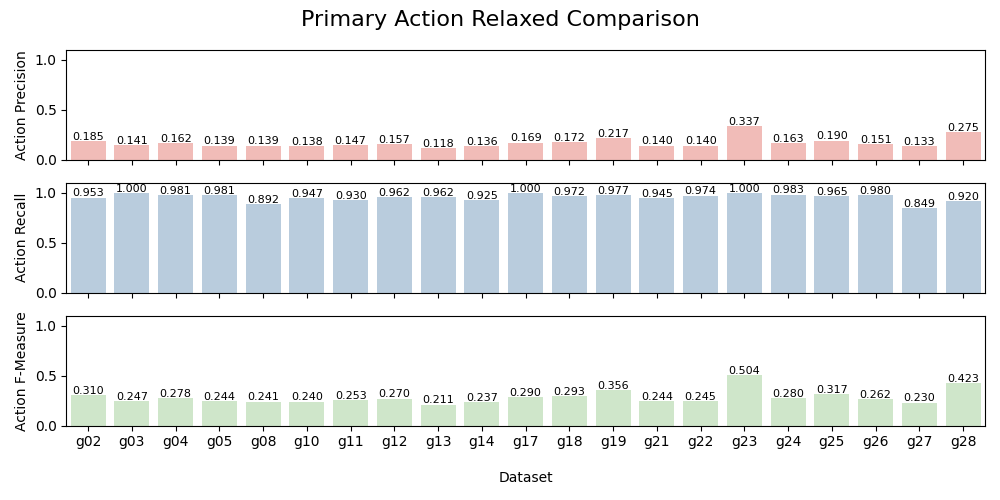 Primary Action Relaxed Comparison
Action Precision
1.0
0.5
0.0
0.185 0.141 0.162 0.139 0.139 0.138 0.147 0.157 0.118 0.136 0.169 0.172 0.217 0.140 0.140 0.337 0.163 0.190 0.151 0.133 0.275
Action Recall
1.0
0.5
0.0
0.953 1.000 0.981 0.981 0.892 0.947 0.930 0.962 0.962 0.925 1.000 0.972 0.977 0.945 0.974 1.000 0.983 0.965 0.980 0.849 0.920
Action F-Measure
1.0
0.5
0.0
0.310 0.247 0.278 0.244 0.241 0.240 0.253 0.270 0.211 0.237 0.290 0.293 0.356 0.244 0.245 0.504 0.280 0.317 0.262 0.230 0.423
g02 g03 g04 g05 g08 g10 g11 g12 g13 g14 g17 g18 g19 g21 g22 g23 g24 g25 g26 g27 g28
Dataset